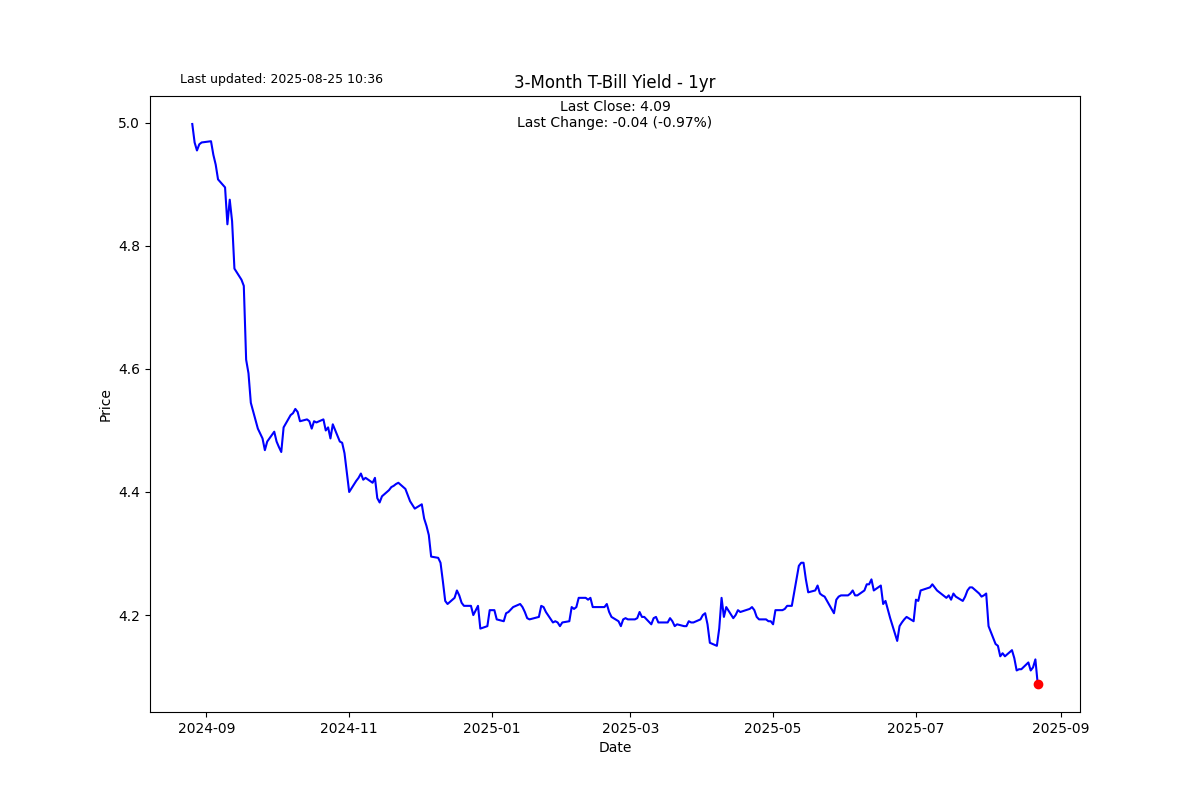 Last updated: 2025-08-25 10:36
3-Month T-Bill Yield - 1yr
Last Close: 4.09
Last Change: -0.04 (-0.97%)
5.0
4.8
4.6
4.4
4.2
Price
2024-09
2024-11
2025-01
2025-03
2025-05
2025-07
2025-09
Date